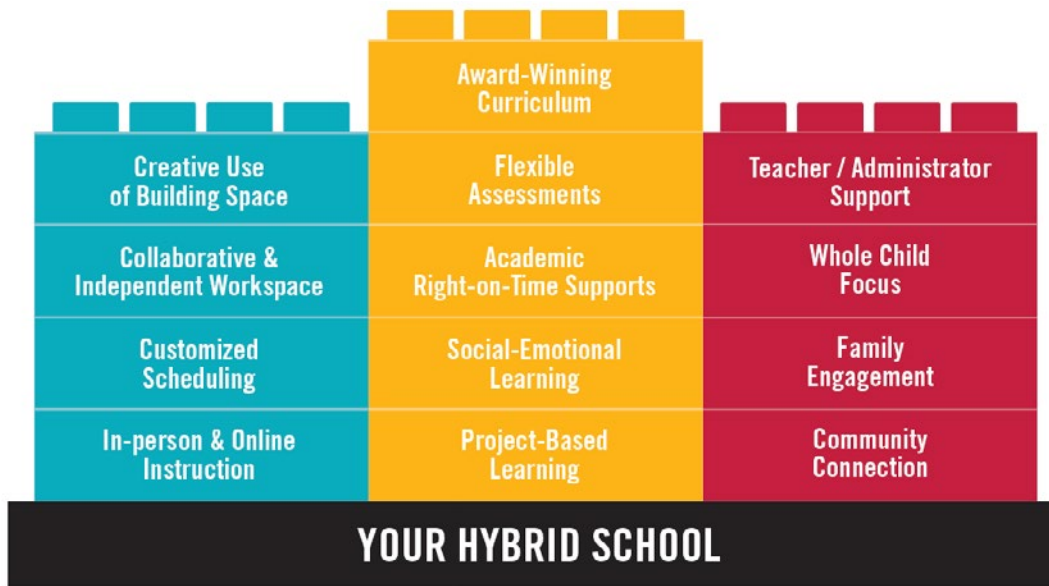 Award-Winning
Curriculum
Creative Use
of Building Space
Flexible
Assessments
Teacher / Administrator
Support
Collaborative &
Independent Workspace
Academic
Right-on-Time Supports
Whole Child
Focus
Customized
Scheduling
Social-Emotional
Learning
Family
Engagement
In-person & Online
Instruction
Project-Based
Learning
Community
Connection
YOUR HYBRID SCHOOL